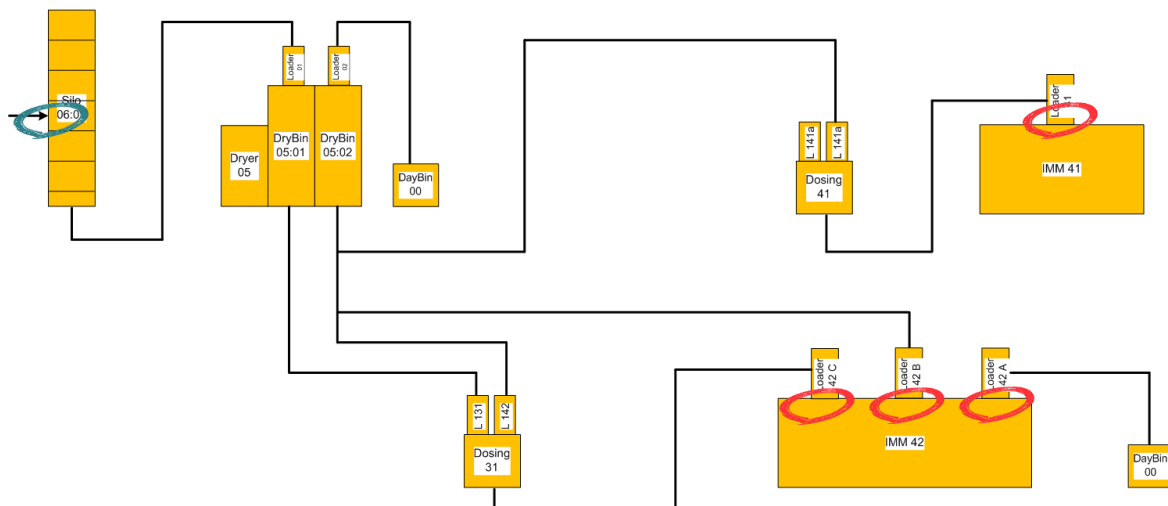 Silo
06:0
Loader
01
Loader
02
DryBin
05:01
DryBin
05:02
Dryer
05
DayBin
00
L 141a
L 141a
Dosing
41
Loader
IMM 41
L 131
L 142
Dosing
31
Loader
42 C
Loader
42 B
Loader
42 A
IMM 42
DayBin
00